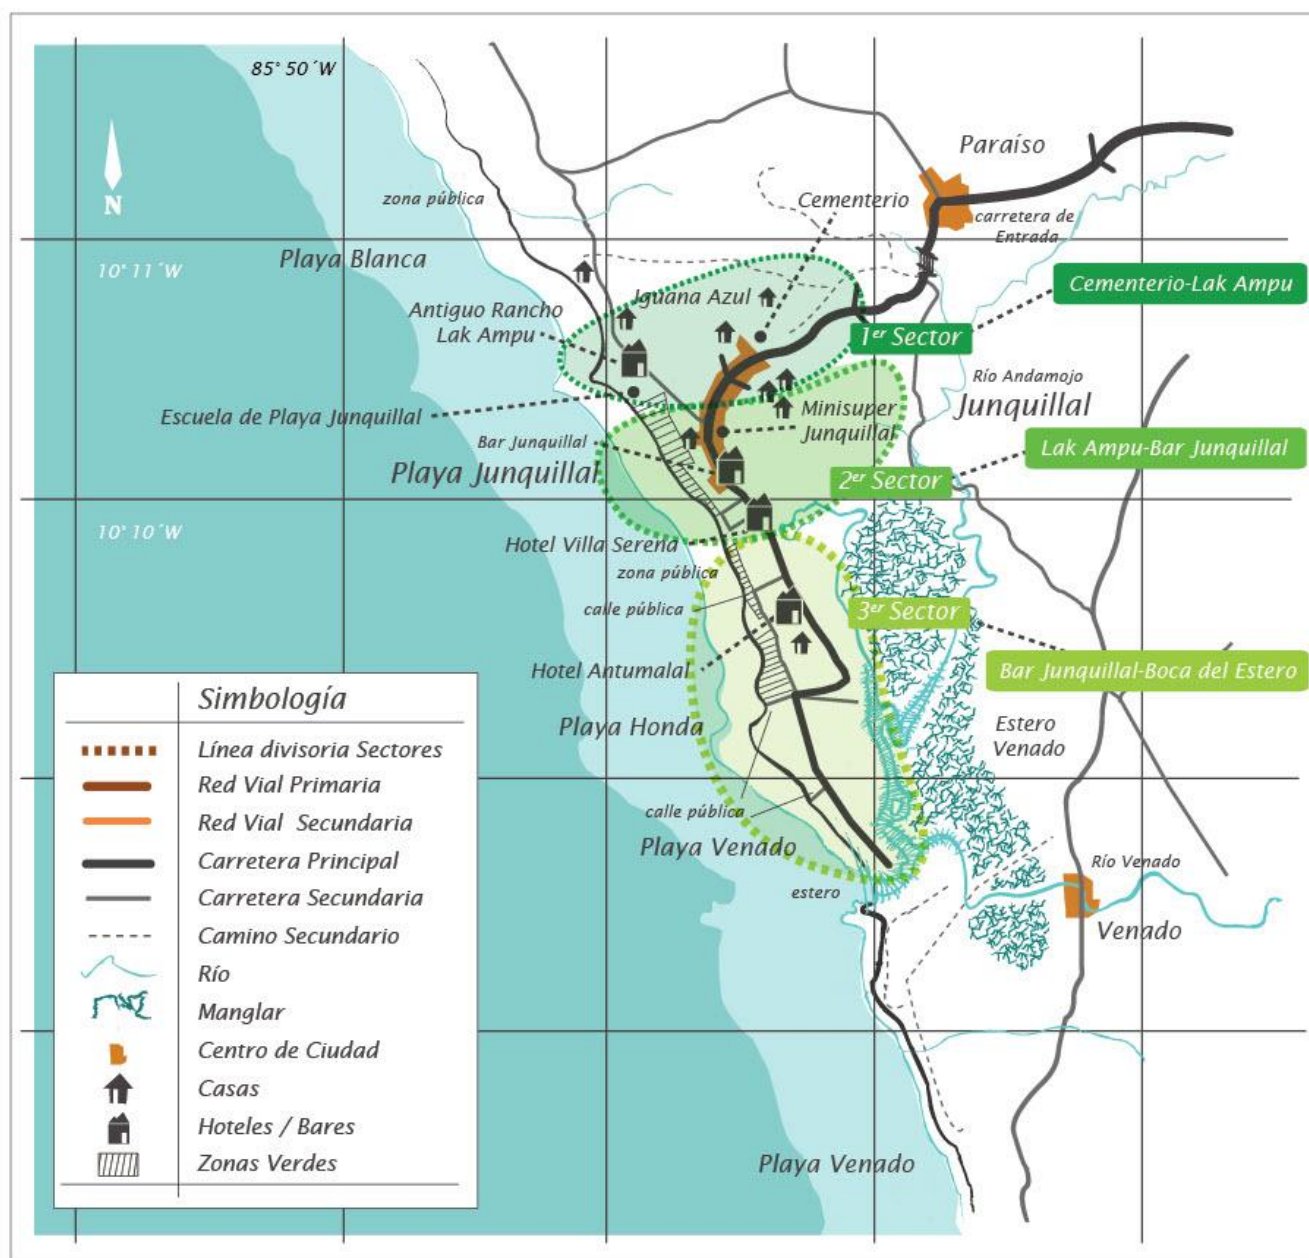 85° 50´W
Paraíso
zona pública
Cementerio
carretera de
Entrada
Playa Blanca
10° 11´W
Cementerio-Lak Ampu
Iguana Azul
Antiguo Rancho
Lak Ampu
1er Sector
Río Andamojo
Junquillal
Escuela de Playa Junquillal
Minisuper
Junquillal
Bar Junquillal
Lak Ampu-Bar Junquillal
Playa Junquillal
2er Sector
10° 10´W
Hotel Villa Serena
zona pública
calle pública
3er Sector
Hotel Antumalal
Bar Junquillal-Boca del Estero
Playa Honda
Estero
Venado
calle pública
Playa Venado
estero
Río Venado
Venado
Playa Venado
N
Simbología
Línea divisoria Sectores
Red Vial Primaria
Red Vial Secundaria
Carretera Principal
Carretera Secundaria
Camino Secundario
Río
Manglar
Centro de Ciudad
Casas
Hoteles / Bares
Zonas Verdes